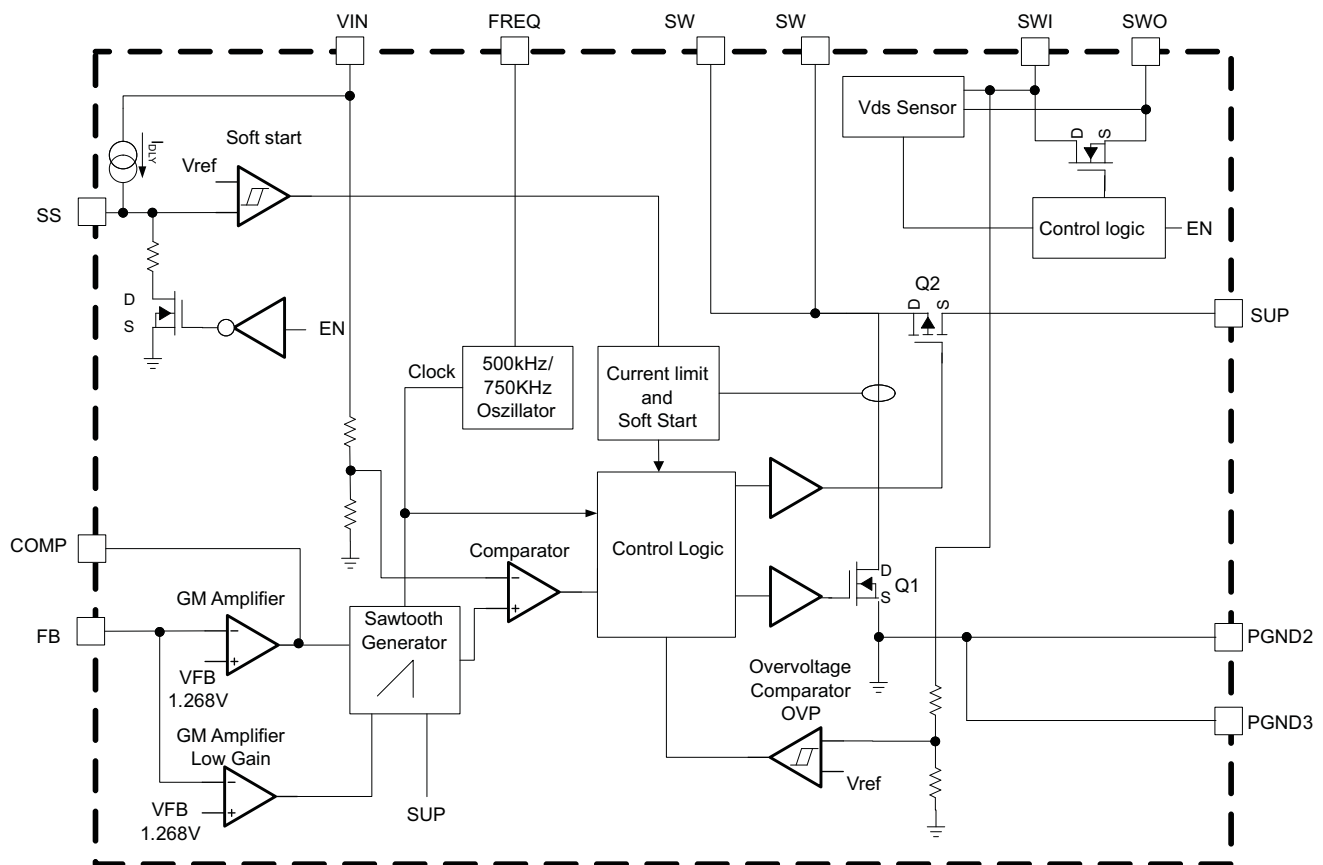 VIN
FREQ
SW
SW
SWI
SWO
Vds Sensor
D
S
Control logic
EN
Soft start
Vref
IDLY
SS
D
S
EN
Q2
D
S
SUP
Clock
500kHz/
750KHz
Oszillator
Current limit
and
Soft Start
COMP
Comparator
−
+
Control Logic
D
S
Q1
GM Amplifier
FB
−
+
VFB
1.268V
Sawtooth
Generator
PGND2
Overvoltage
Comparator
OVP
PGND3
Vref
GM Amplifier
Low Gain
−
+
VFB
1.268V
SUP